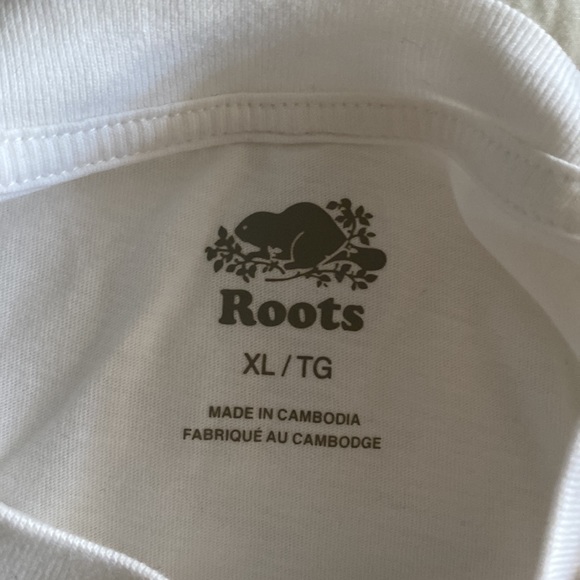 Roots
XL / TG
MADE IN CAMBODIA
FABRIQUÉ AU CAMBODGE